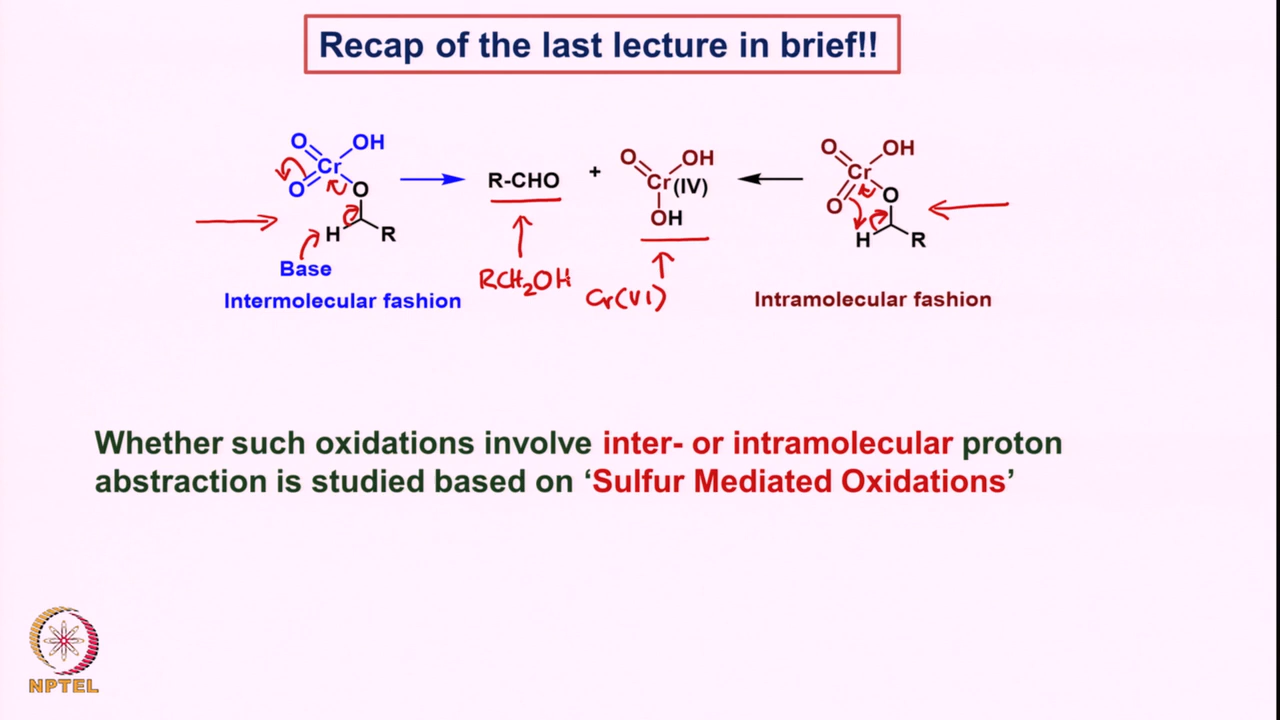 Recap of the last lecture in brief!!
O OH
Cr
O O
H R
Base
Intermolecular fashion
R-CHO
+
O OH
Cr(IV)
OH
RCH2OH
Cr(VI)
O OH
Cr
O O
H R
Intramolecular fashion
Whether such oxidations involve inter- or intramolecular proton
abstraction is studied based on ‘Sulfur Mediated Oxidations’
NPTEL